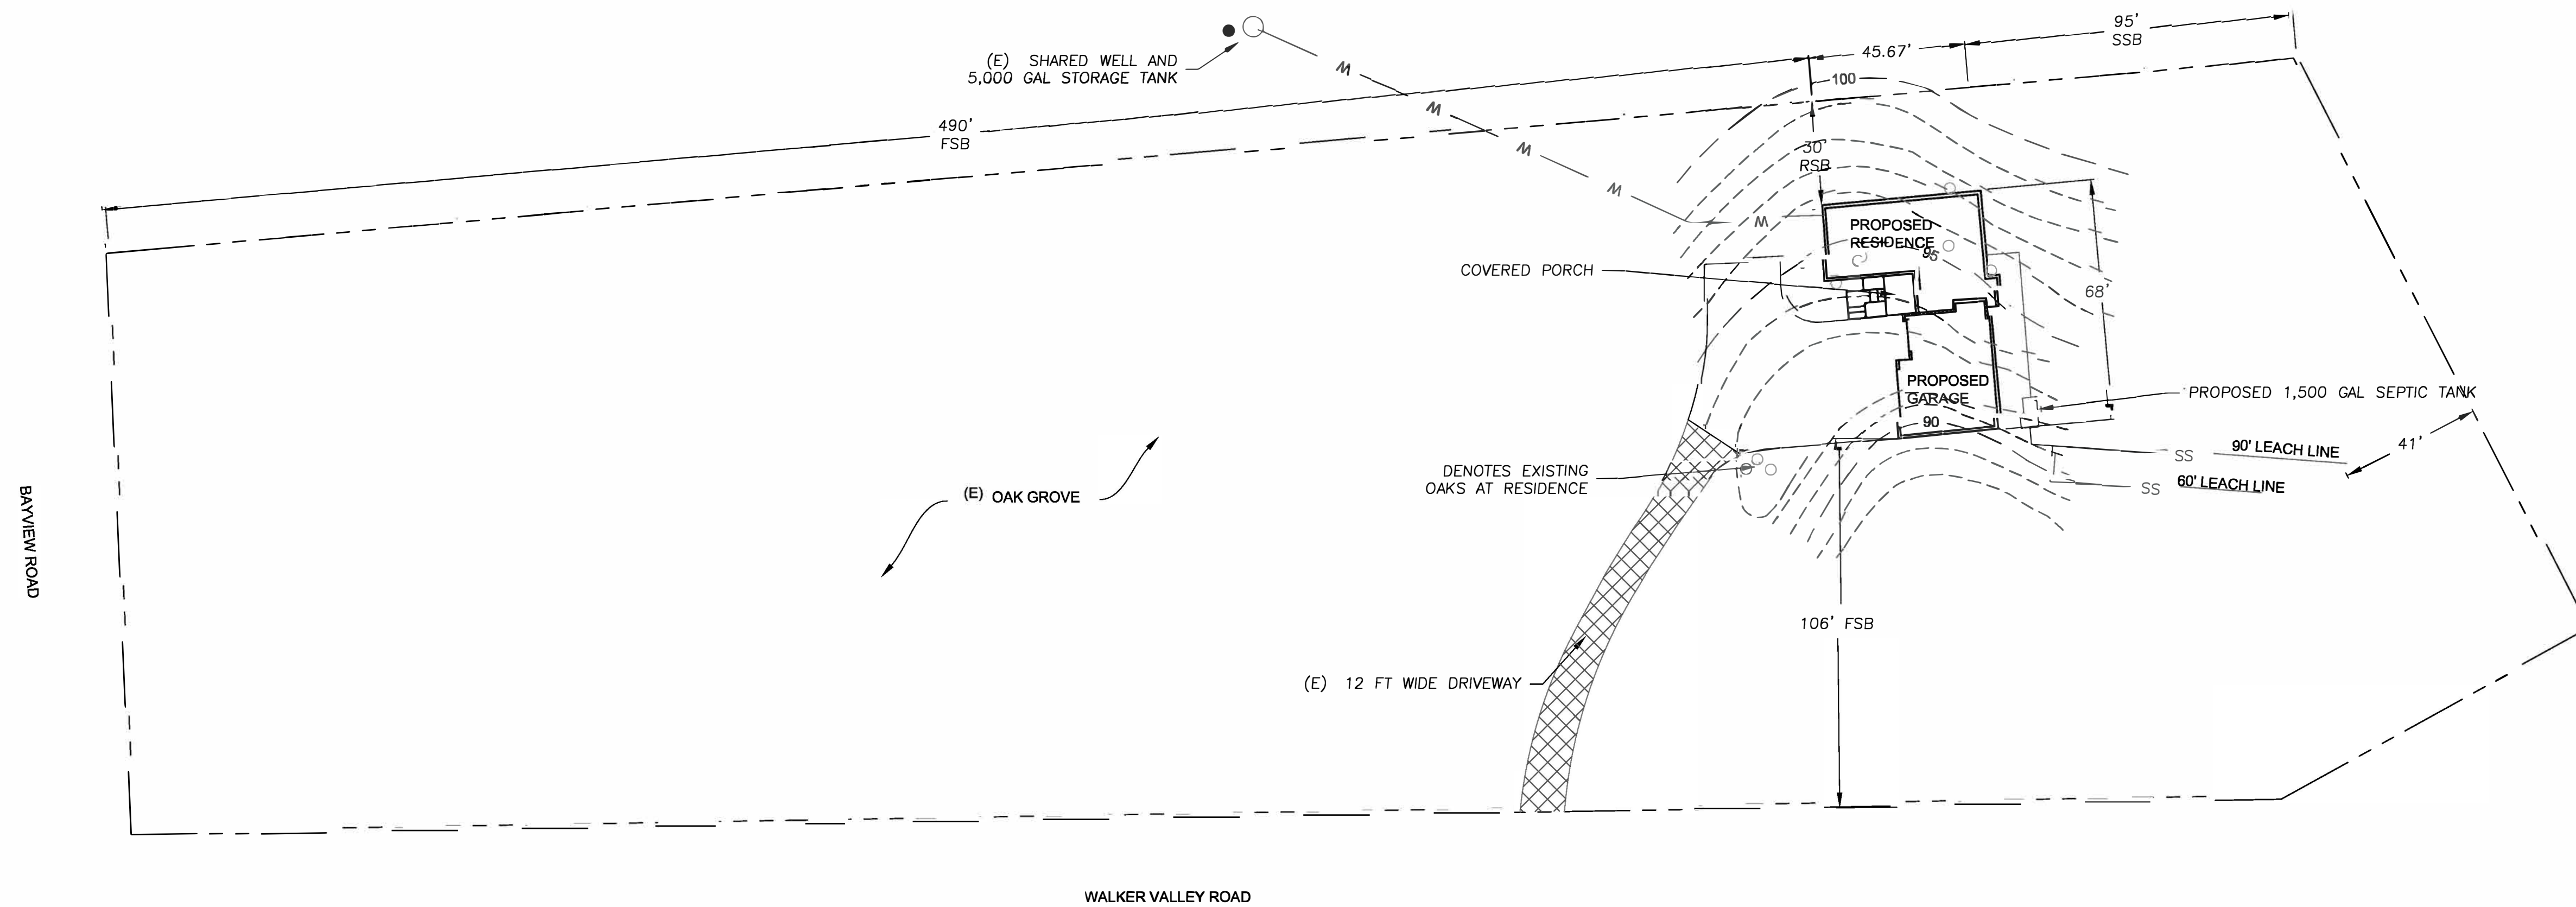 95'
SSB
45.67'
(E) SHARED WELL AND
5,000 GAL STORAGE TANK
W
100
W
490'
FSB
W
30'
RSB
W
W
PROPOSED
RESIDENCE
95
COVERED PORCH
68'
PROPOSED
GARAGE
90
PROPOSED 1,500 GAL SEPTIC TANK
41'
SS
90' LEACH LINE
SS
60' LEACH LINE
DENOTES EXISTING
OAKS AT RESIDENCE
(E) OAK GROVE
BAYVIEW ROAD
106' FSB
(E) 12 FT WIDE DRIVEWAY
WALKER VALLEY ROAD